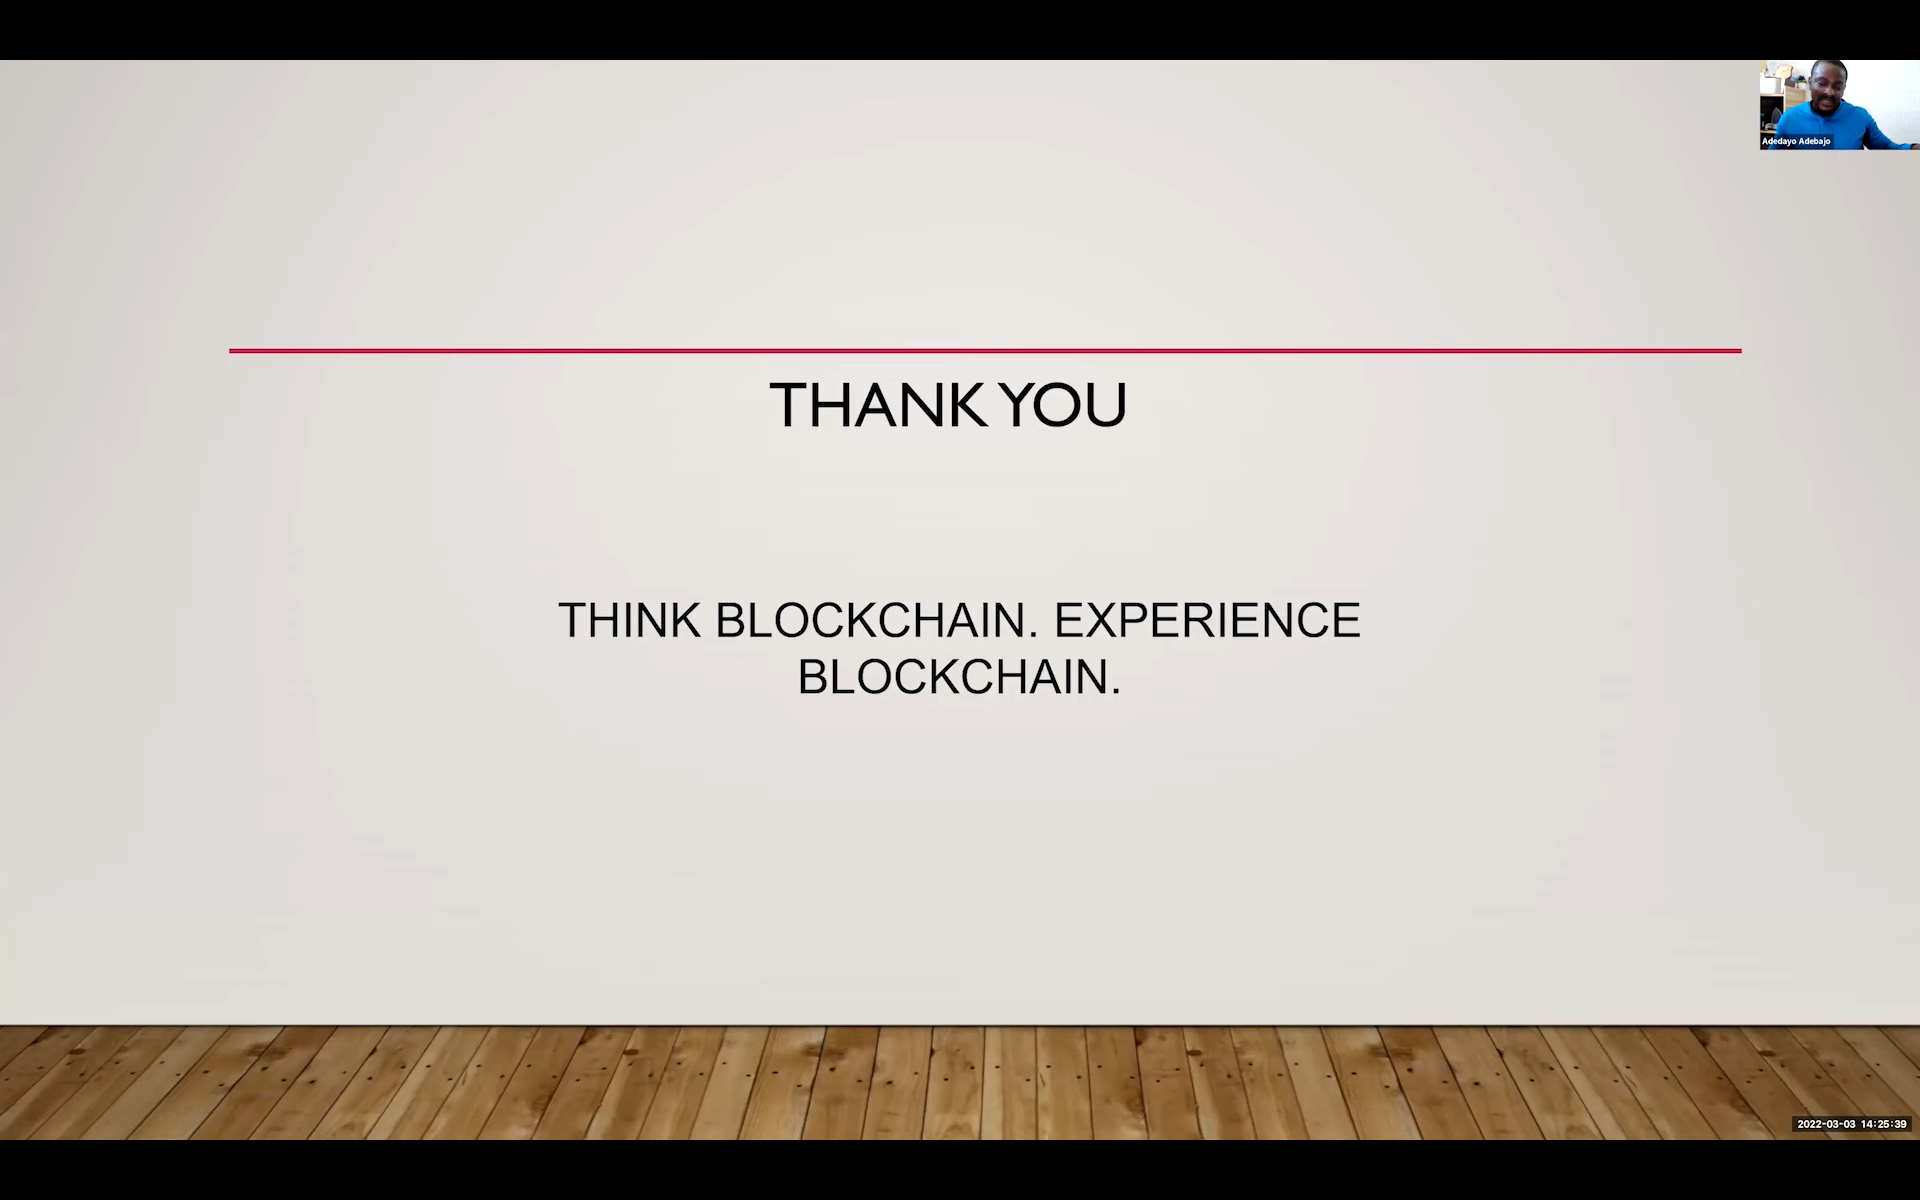 Adedayo Adebajo
THANK YOU
THINK BLOCKCHAIN. EXPERIENCE
BLOCKCHAIN.
2022-03-03 14:25:39